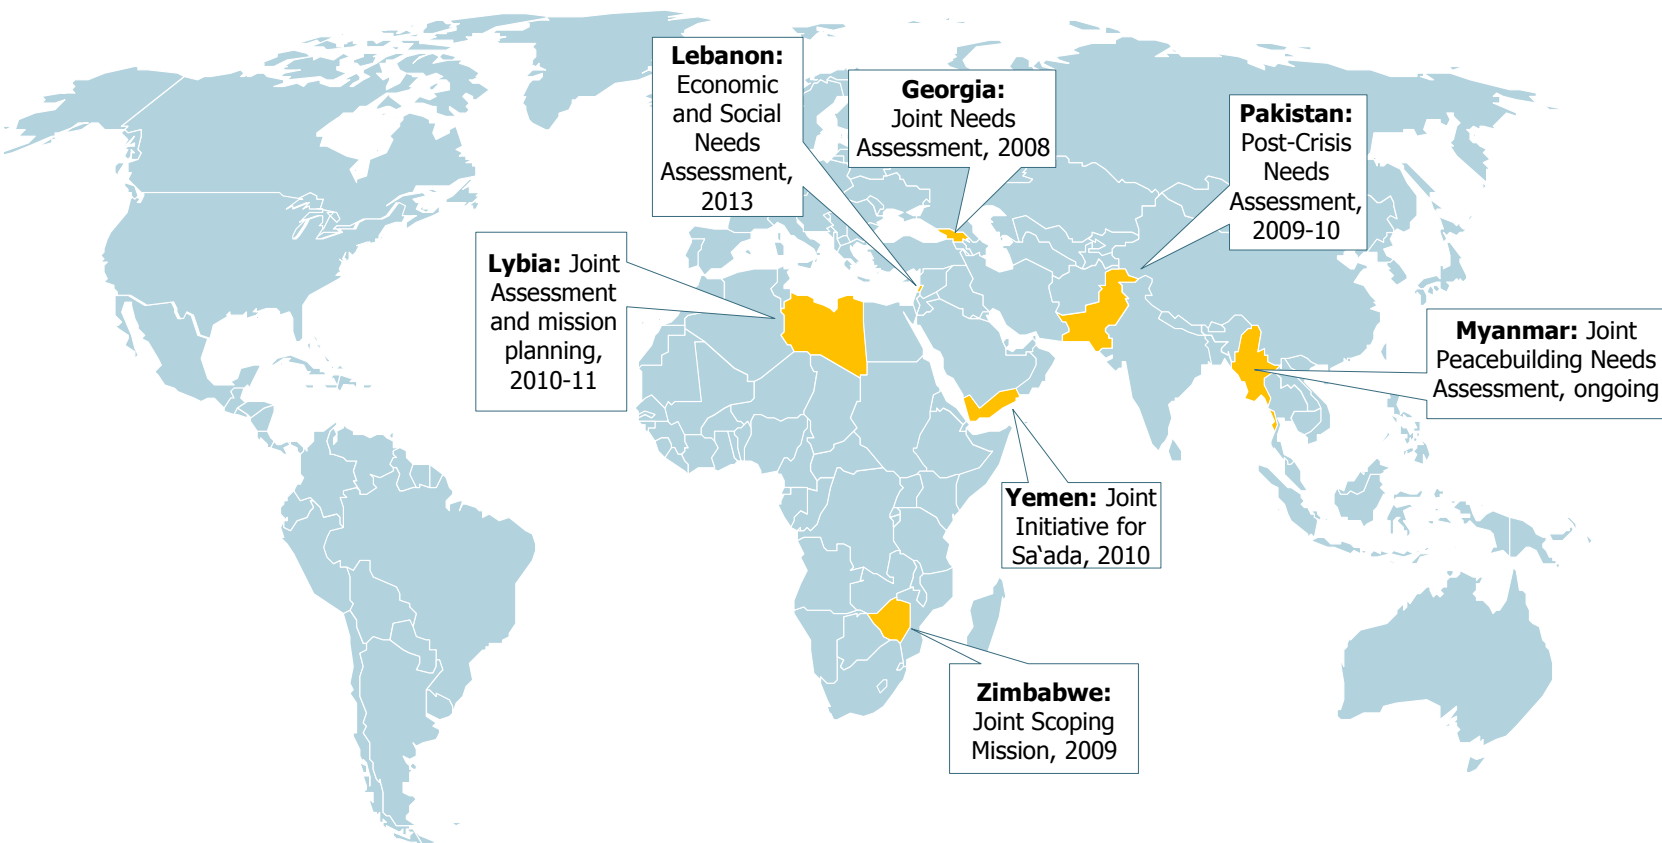 Lebanon:
Economic
and Social
Needs
Assessment,
2013
Georgia:
Joint Needs
Assessment, 2008
Pakistan:
Post-Crisis
Needs
Assessment,
2009-10
Lybia: Joint
Assessment
and mission
planning,
2010-11
Myanmar: Joint
Peacebuilding Needs
Assessment, ongoing
Yemen: Joint
Initiative for
Sa‘ada, 2010
Zimbabwe:
Joint Scoping
Mission, 2009